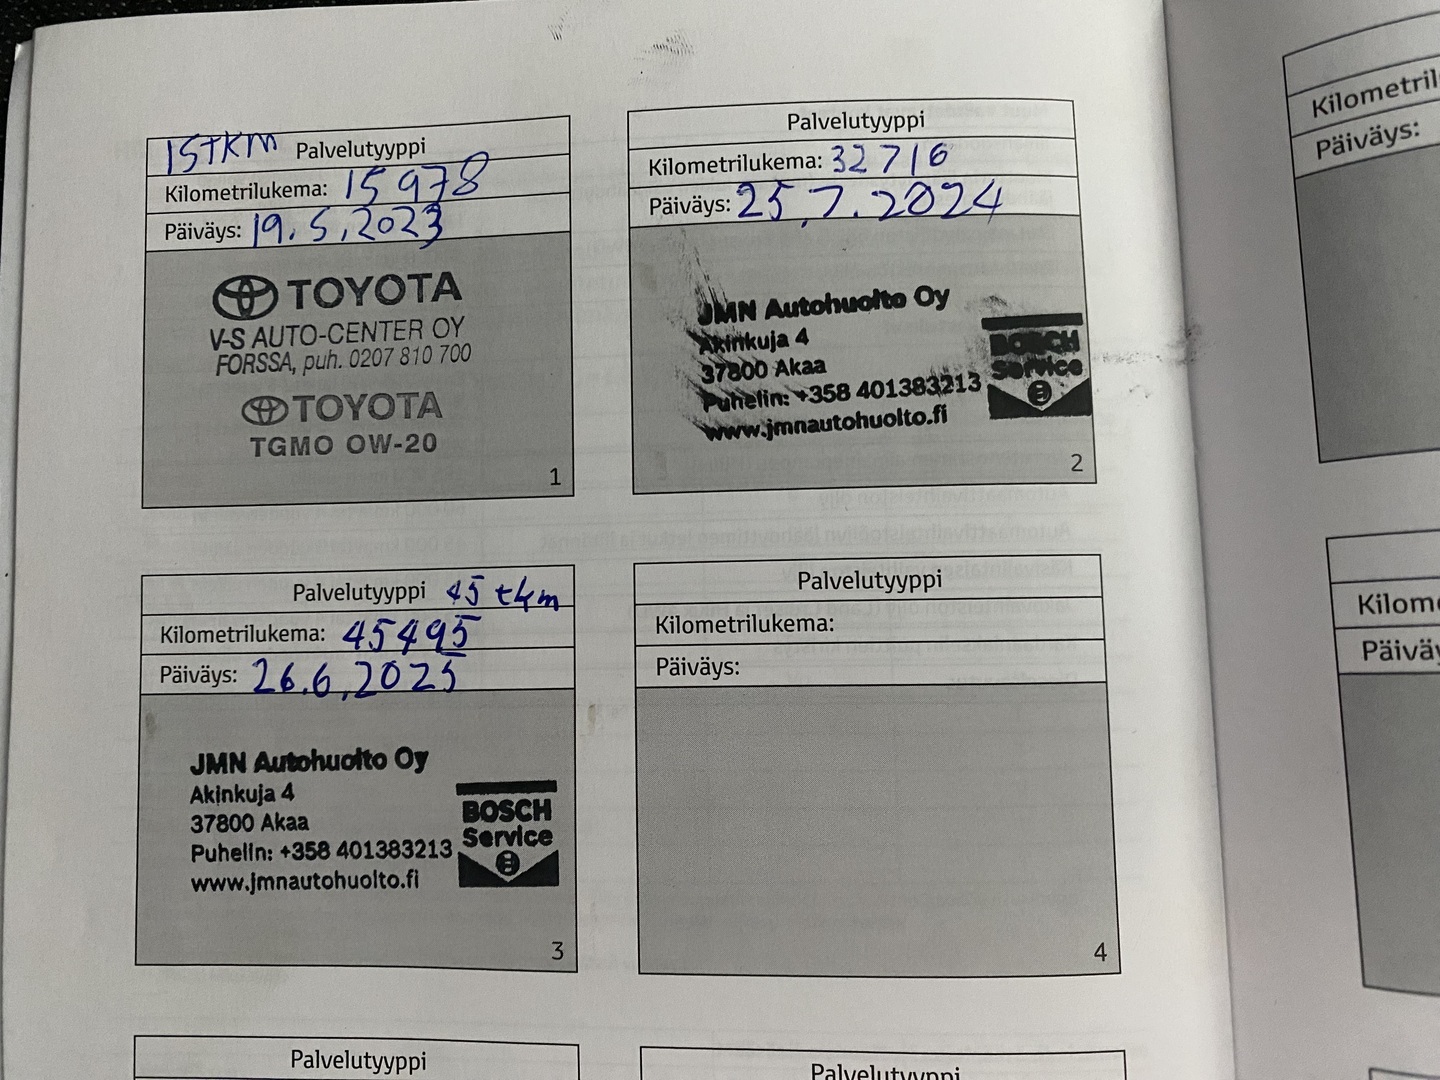 15TKM Palvelutyyppi
Kilometrilukema: 15978
Päiväys: 19.5.2023
TOYOTA
V-S AUTO-CENTER OY
FORSSA, puh. 0207 810 700
TOYOTA
TGMO OW-20
1
Palvelutyyppi
Kilometrilukema: 32716
Päiväys: 25.7.2024
JMN Autohuolto Oy
Akinkuja 4
37800 Akaa
Puhelin: +358 401383213
www.jmnautohuolto.fi
BOSCH
Service
2
Palvelutyyppi 45 tkm
Kilometrilukema: 45495
Päiväys: 26.6.2025
JMN Autohuolto Oy
Akinkuja 4
37800 Akaa
Puhelin: +358 401383213
www.jmnautohuolto.fi
BOSCH
Service
3
Palvelutyyppi
Kilometrilukema:
Päiväys:
4
Palvelutyyppi
Palvelutyyppi
Kilometril
Päiväys:
Kilom
Päiväy